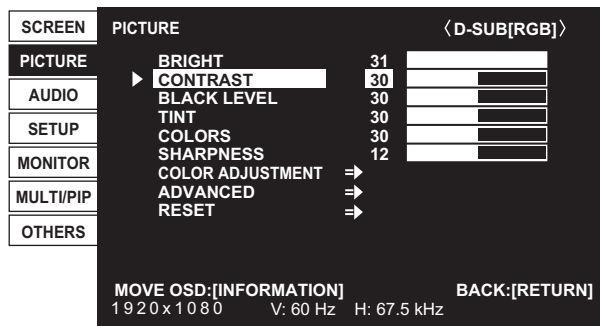 SCREEN
PICTURE
AUDIO
SETUP
MONITOR
MULTI/PIP
OTHERS
PICTURE 〈D-SUB[RGB]〉
BRIGHT 31
CONTRAST 30
BLACK LEVEL 30
TINT 30
COLORS 30
SHARPNESS 12
COLOR ADJUSTMENT
ADVANCED
RESET
MOVE OSD:[INFORMATION] BACK:[RETURN]
1920x1080 V: 60 Hz H: 67.5 kHz